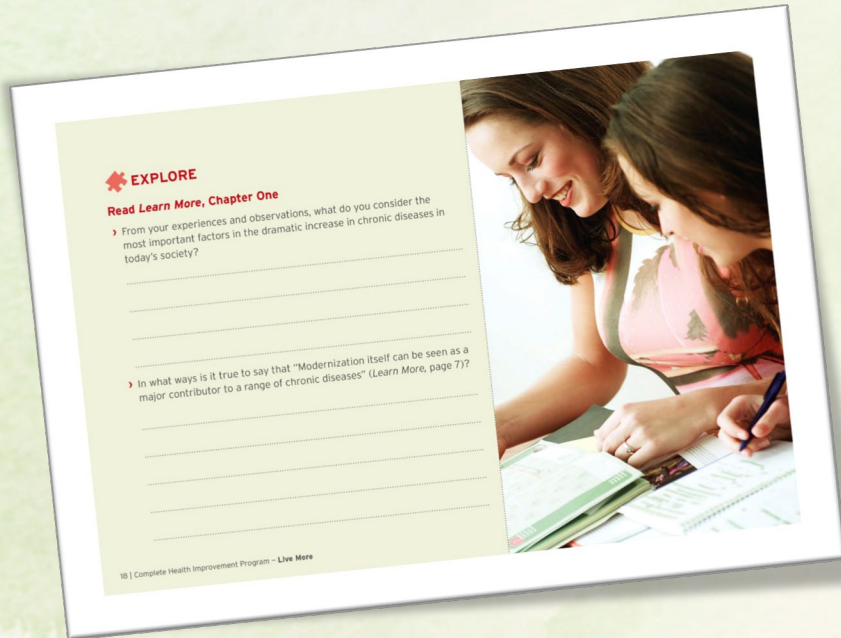 EXPLORE
Read Learn More, Chapter One
› From your experiences and observations, what do you consider the
most important factors in the dramatic increase in chronic diseases in
today's society?
› In what ways is it true to say that "Modernization itself can be seen as a
major contributor to a range of chronic diseases" (Learn More, page 7)?
18 | Complete Health Improvement Program – Live More